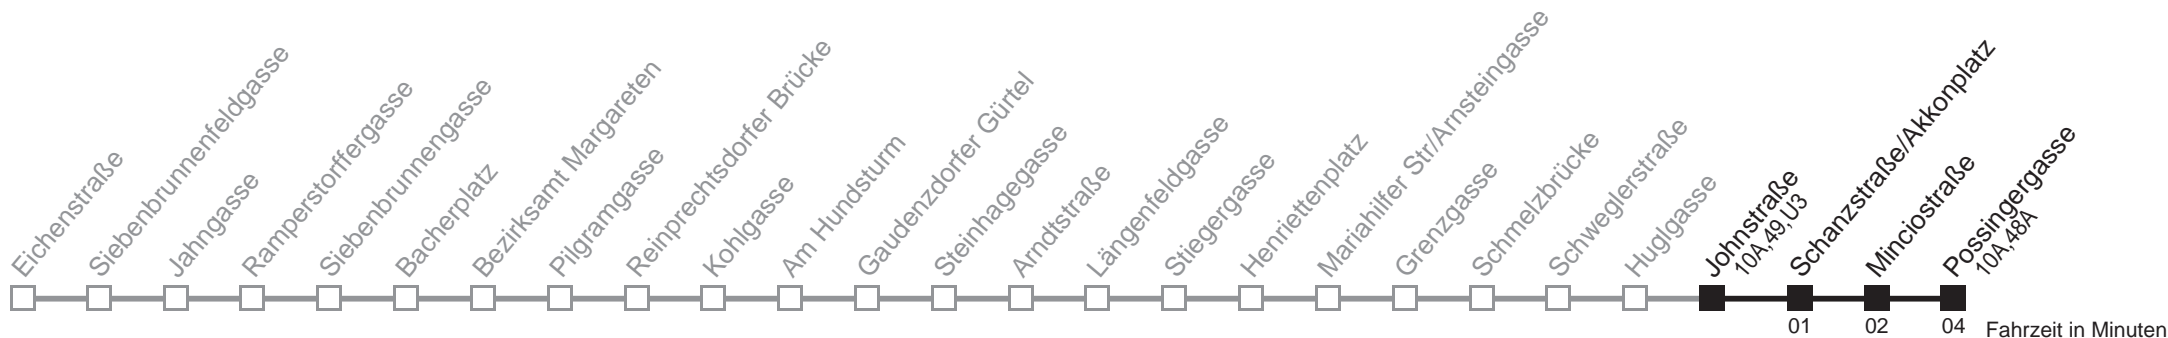 Eichenstraße
Siebenbrunnenfeldgasse
Jahngasse
Ramperstorffergasse
Siebenbrunnengasse
Bacherplatz
Bezirksamt Margareten
Pilgramgasse
Reinprechtsdorfer Brücke
Kohlgasse
Am Hundsturm
Gaudenzdorfer Gürtel
Steinhagegasse
Arndtstraße
Längenfeldgasse
Stiegergasse
Henriettenplatz
Mariahilfer Str/Arnsteingasse
Grenzgasse
Schmelzbrücke
Schweglerstraße
Huglgasse
Johnstraße
10A,49,U3
Schanzstraße/Akkonplatz
Minciostraße
Possingergasse
10A,48A
01 02 04 Fahrzeit in Minuten